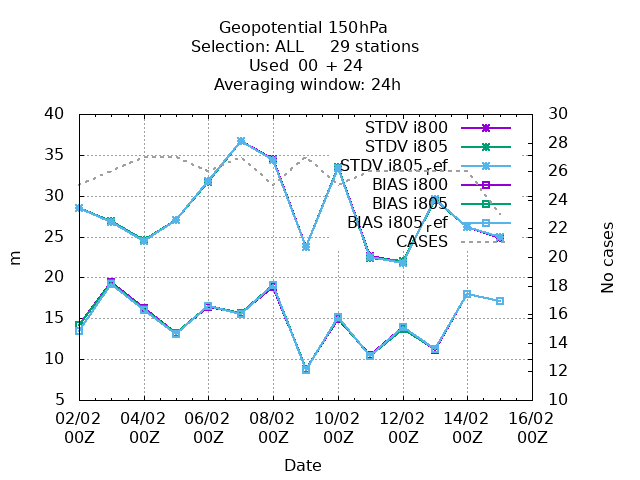 Geopotential 150hPa
Selection: ALL 29 stations
Used 00 + 24
Averaging window: 24h
40 30
35 28
30 26
25 24
20 22
15 20
10 18
5 16
14
12
10
STDV i800
STDV i805
STDV i805_ref
BIAS i800
BIAS i805
BIAS i805_ref
CASES
m
No cases
02/02 04/02 06/02 08/02 10/02 12/02 14/02 16/02
00Z 00Z 00Z 00Z 00Z 00Z 00Z 00Z
Date